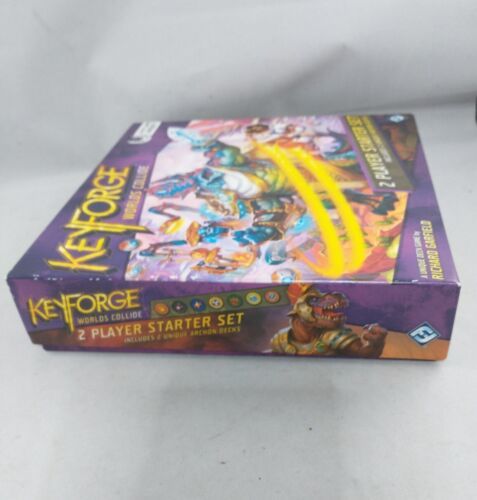 KEYFORGE
WORLDS COLLIDE
2 PLAYER STARTER SET
A UNIQUE DECK GAME BY
RICHARD GARFIELD
KEYFORGE
WORLDS COLLIDE
2 PLAYER STARTER SET
INCLUDES 2 UNIQUE ARCHON DECKS